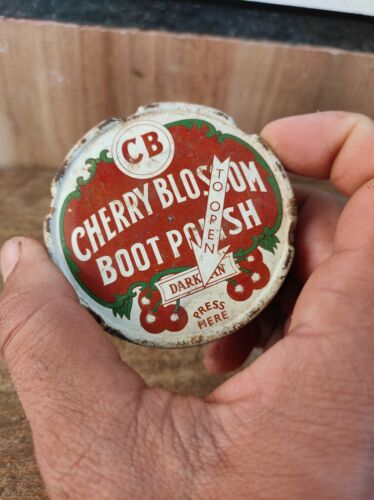 CB
CHERRY BLOSSOM
BOOT POLISH
TO OPEN
DARK TAN
PRESS
HERE